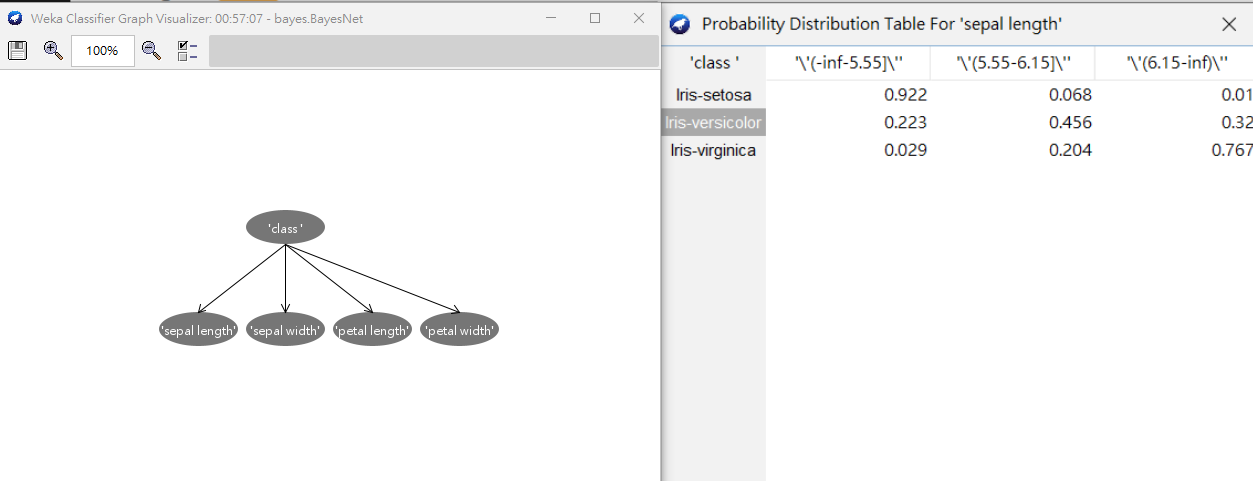 Weka Classifier Graph Visualizer: 00:57:07 - bayes.BayesNet
100%
'class '
'sepal length' 'sepal width' 'petal length' 'petal width'
Probability Distribution Table For 'sepal length'
'class ' '\'(-inf-5.55]\'' '\'(5.55-6.15]\'' '\'(6.15-inf)\''
Iris-setosa 0.922 0.068 0.01
Iris-versicolor 0.223 0.456 0.32
Iris-virginica 0.029 0.204 0.767